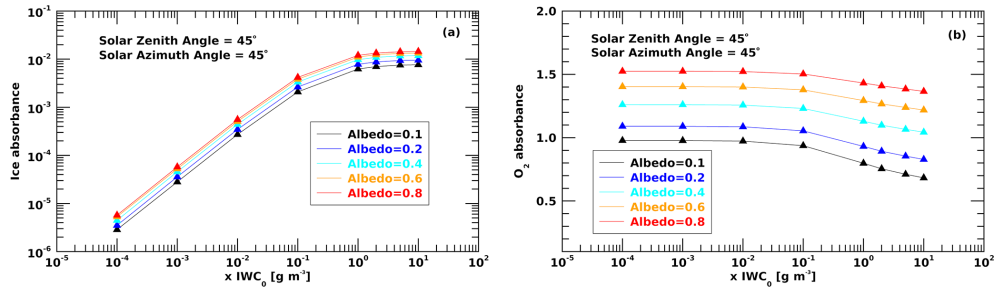 (a)
Solar Zenith Angle = 45°
Solar Azimuth Angle = 45°
Ice absorbance
10⁻¹
10⁻²
10⁻³
10⁻⁴
10⁻⁵
10⁻⁶
Albedo=0.1
Albedo=0.2
Albedo=0.4
Albedo=0.6
Albedo=0.8
10⁻⁵ 10⁻⁴ 10⁻³ 10⁻² 10⁻¹ 10⁰ 10¹ 10²
x IWC₀ [g m⁻³]
(b)
Solar Zenith Angle = 45°
Solar Azimuth Angle = 45°
O₂ absorbance
2.0
1.5
1.0
0.5
Albedo=0.1
Albedo=0.2
Albedo=0.4
Albedo=0.6
Albedo=0.8
10⁻⁵ 10⁻⁴ 10⁻³ 10⁻² 10⁻¹ 10⁰ 10¹ 10²
x IWC₀ [g m⁻³]